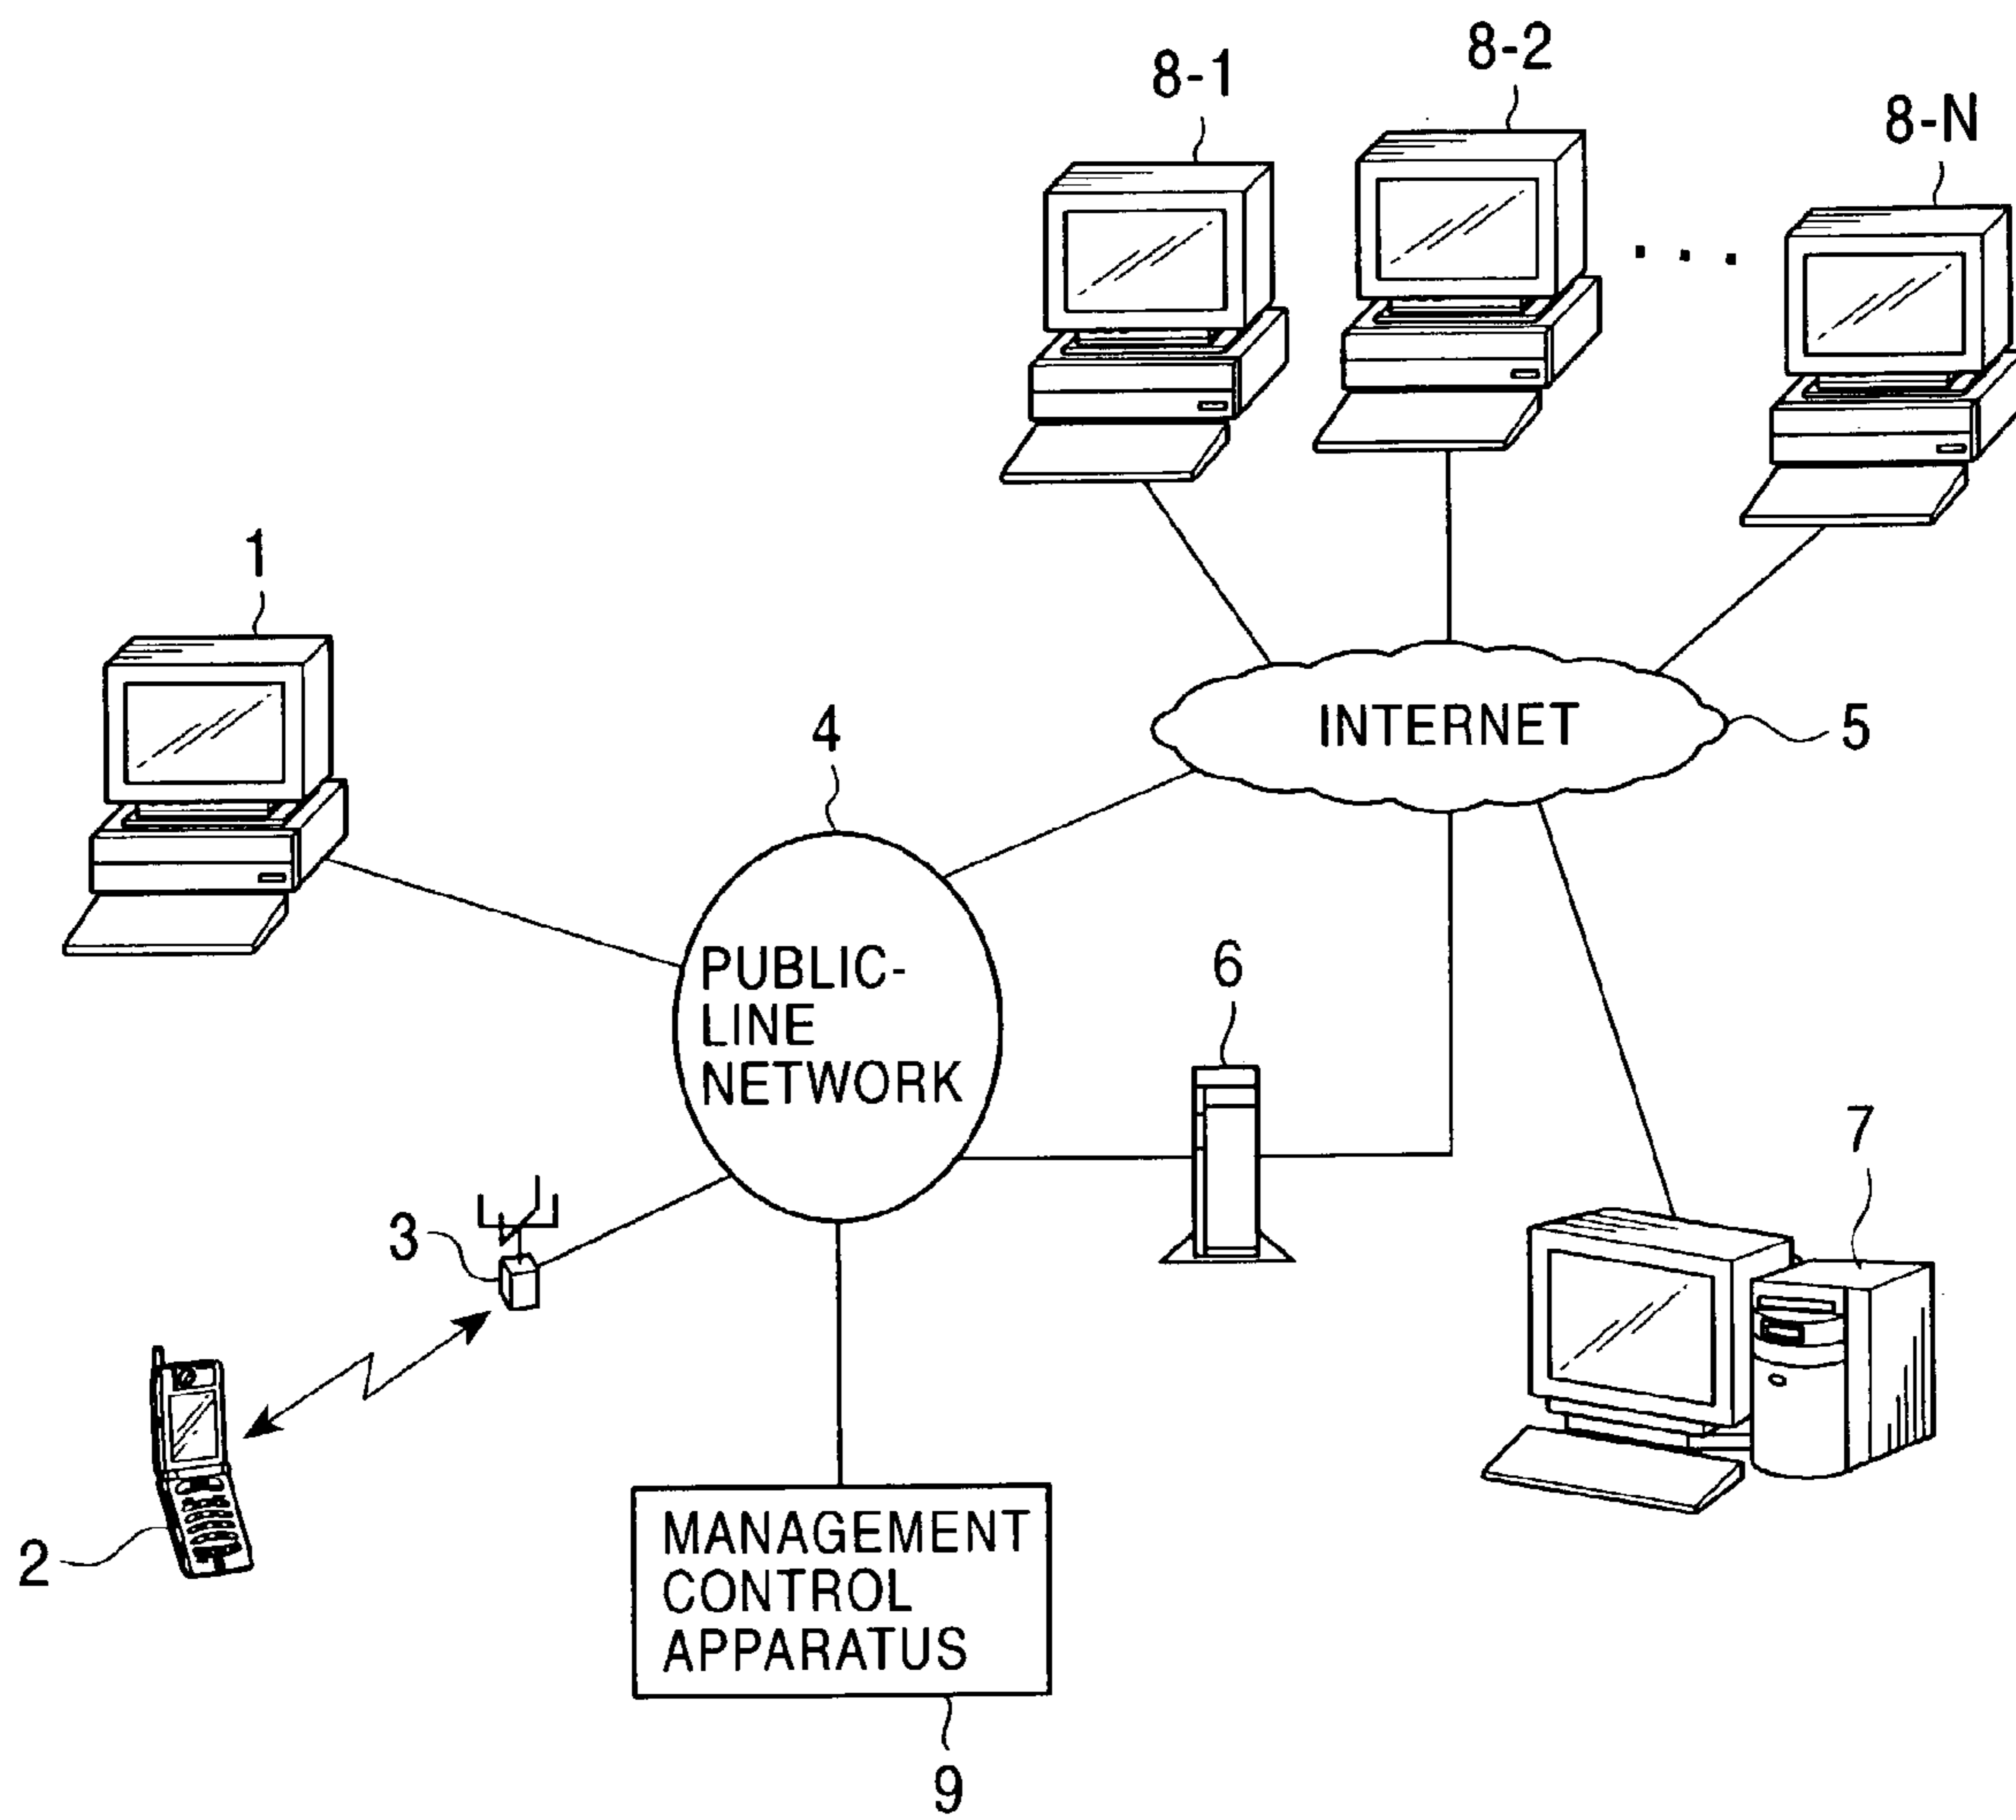 8-1
8-2
8-N
1
4
INTERNET
5
PUBLIC-
LINE
NETWORK
6
7
3
2
MANAGEMENT
CONTROL
APPARATUS
9